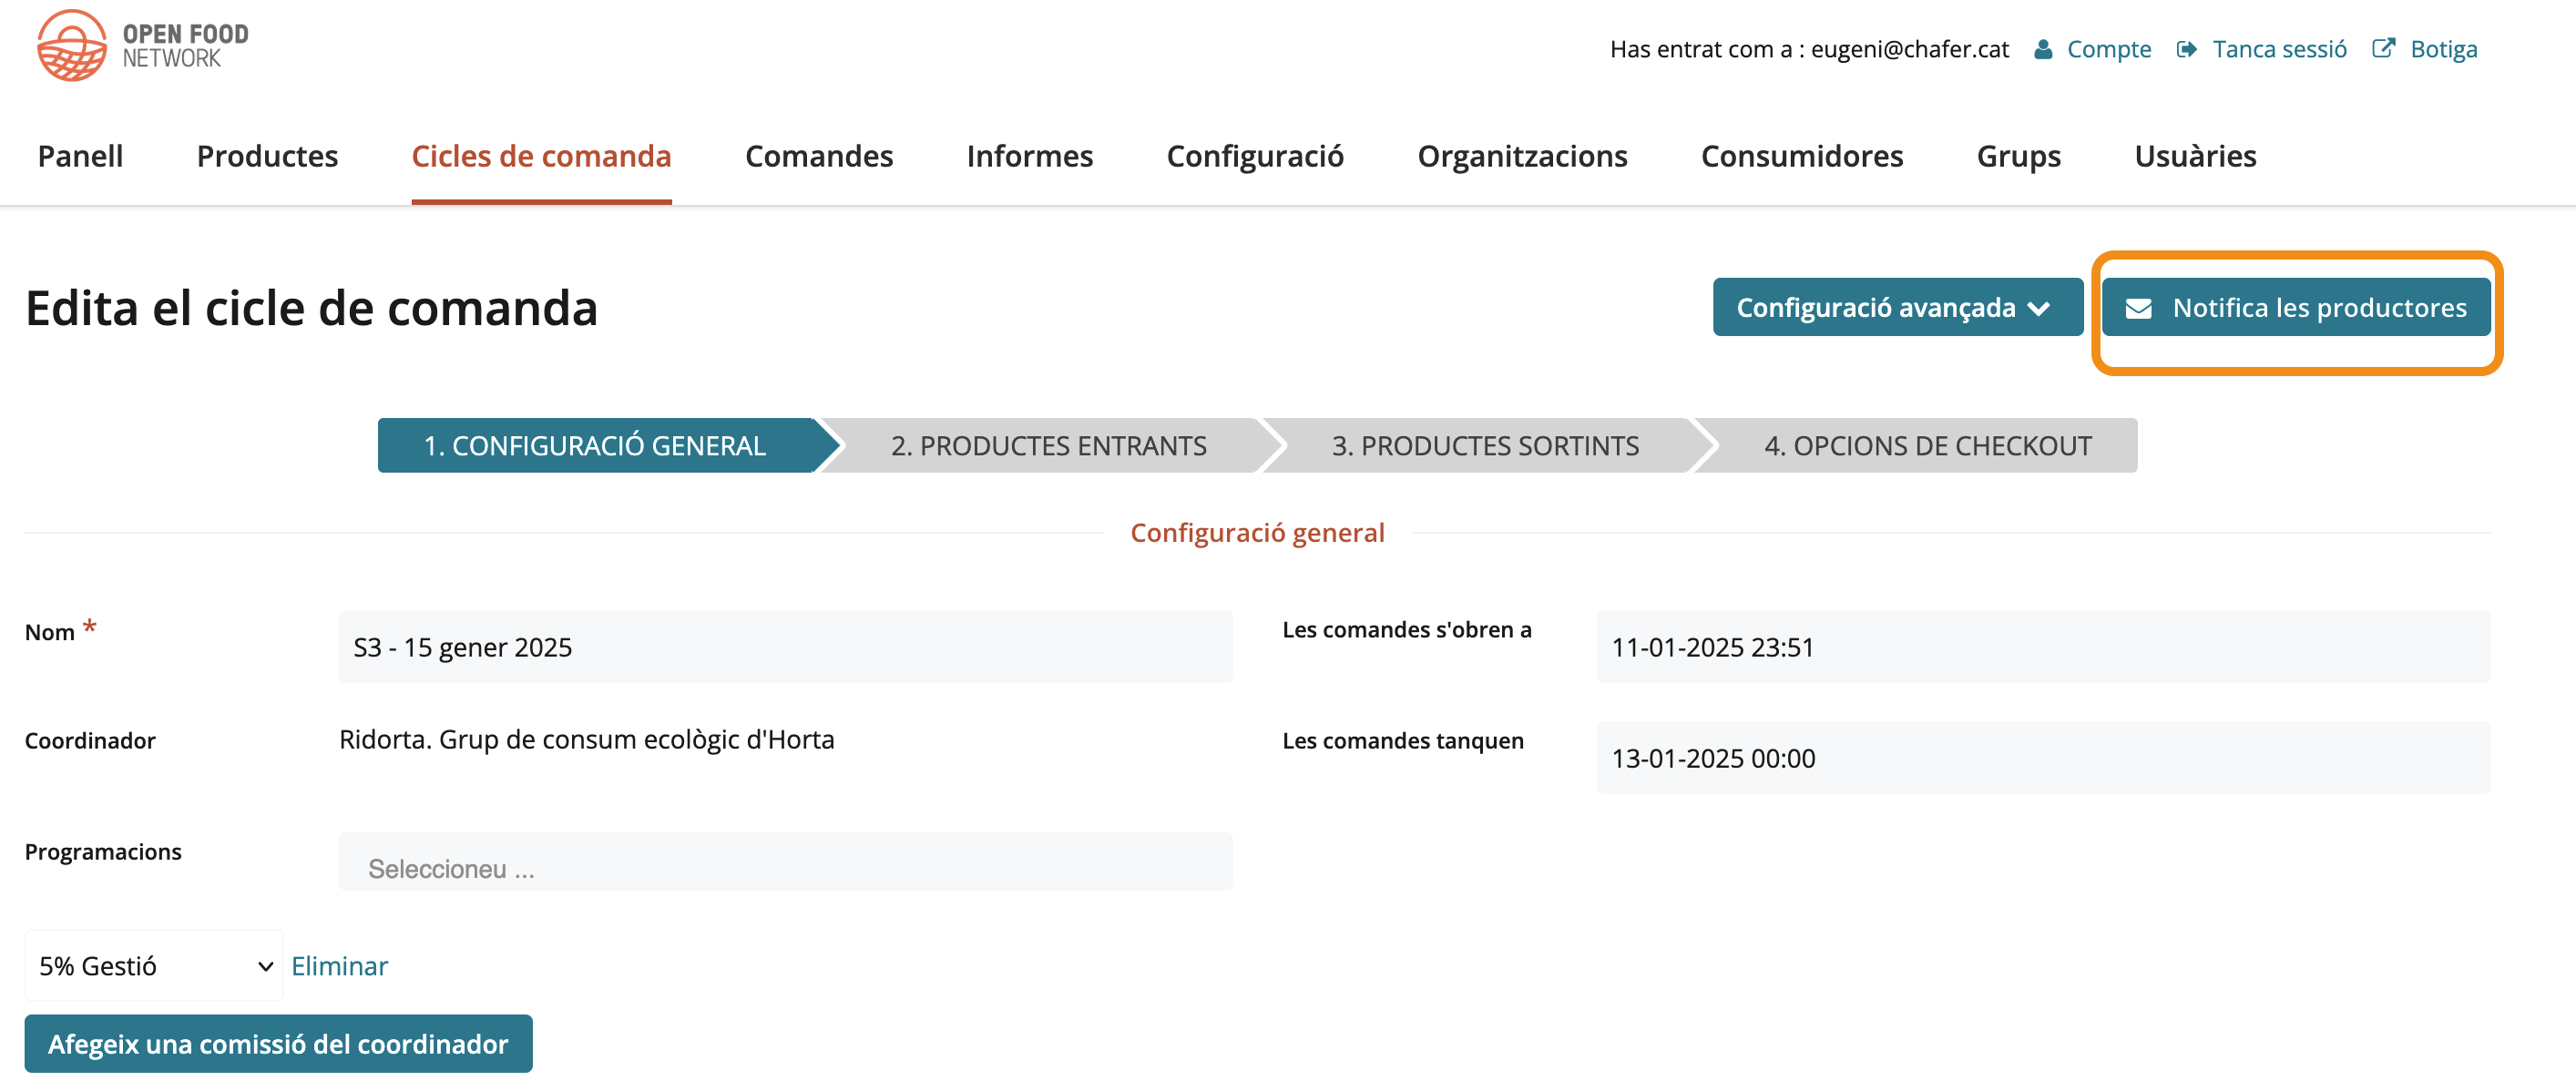 OPEN FOOD
NETWORK
Has entrat com a : eugeni@chafer.cat Compte Tanca sessió Botiga
Panell Productes Cicles de comanda Comandes Informes Configuració Organitzacions Consumidores Grups Usuàries
Edita el cicle de comanda
Configuració avançada Notifica les productores
1. CONFIGURACIÓ GENERAL 2. PRODUCTES ENTRANTS 3. PRODUCTES SORTINTS 4. OPCIONS DE CHECKOUT
Configuració general
Nom * S3 - 15 gener 2025 Les comandes s'obren a 11-01-2025 23:51
Coordinador Ridorta. Grup de consum ecològic d'Horta Les comandes tanquen 13-01-2025 00:00
Programacions Seleccioneu ...
5% Gestió Eliminar
Afegeix una comissió del coordinador